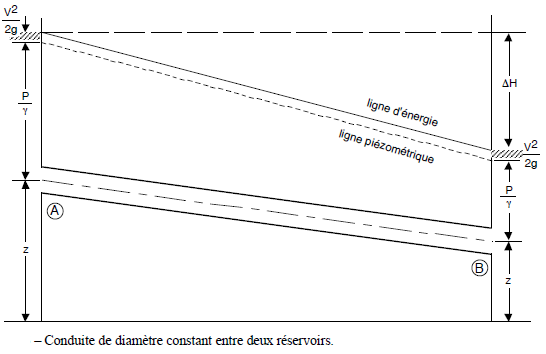 V²
2g
P
γ
z
ligne d'énergie
ligne piézométrique
ΔH
V²
2g
P
γ
z
A
B
– Conduite de diamètre constant entre deux réservoirs.